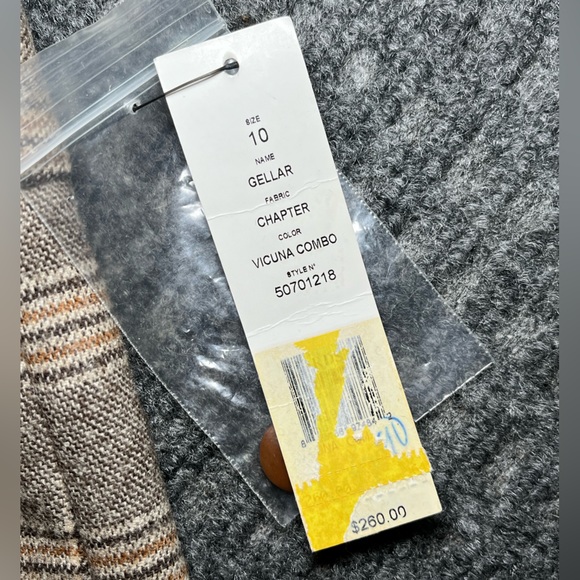 SIZE
10
NAME
GELLAR
FABRIC
CHAPTER
COLOR
VICUNA COMBO
STYLE N°
50701218
10
$260.00